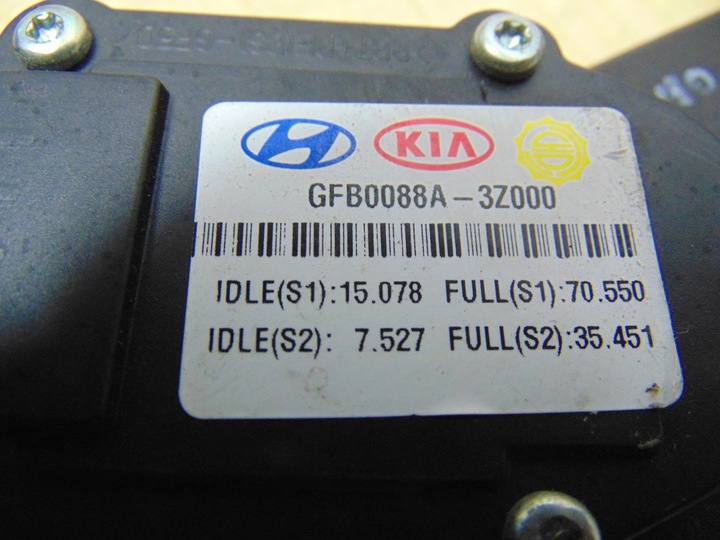 KIA
GFB0088A-3Z000
IDLE(S1):15.078 FULL(S1):70.550
IDLE(S2): 7.527 FULL(S2):35.451